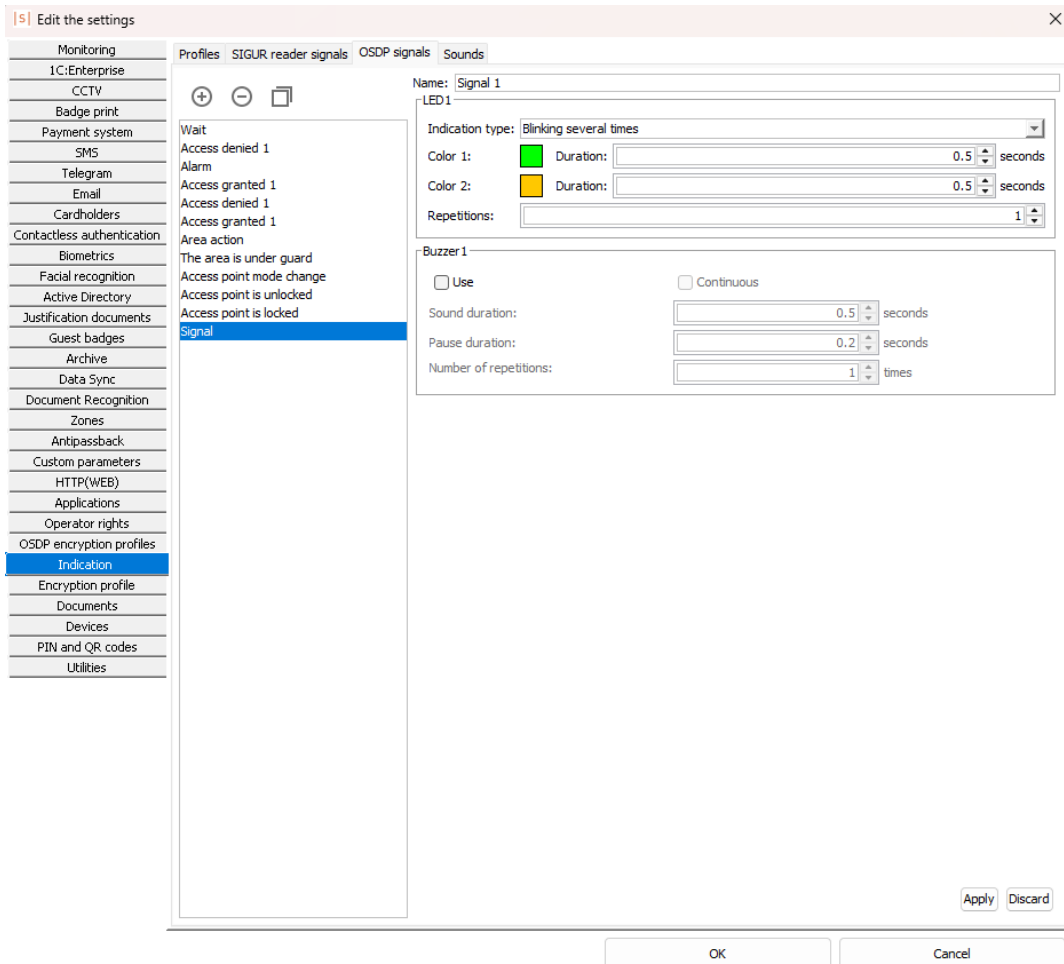 |S| Edit the settings
Monitoring
1C:Enterprise
CCTV
Badge print
Payment system
SMS
Telegram
Email
Cardholders
Contactless authentication
Biometrics
Facial recognition
Active Directory
Justification documents
Guest badges
Archive
Data Sync
Document Recognition
Zones
Antipassback
Custom parameters
HTTP(WEB)
Applications
Operator rights
OSDP encryption profiles
Indication
Encryption profile
Documents
Devices
PIN and QR codes
Utilities
Profiles SIGUR reader signals OSDP signals Sounds
Wait
Access denied 1
Alarm
Access granted 1
Access denied 1
Access granted 1
Area action
The area is under guard
Access point mode change
Access point is unlocked
Access point is locked
Signal
Name: Signal 1
LED1
Indication type: Blinking several times
Color 1: Duration: 0.5 seconds
Color 2: Duration: 0.5 seconds
Repetitions: 1
Buzzer1
Use Continuous
Sound duration: 0.5 seconds
Pause duration: 0.2 seconds
Number of repetitions: 1 times
Apply Discard
OK Cancel